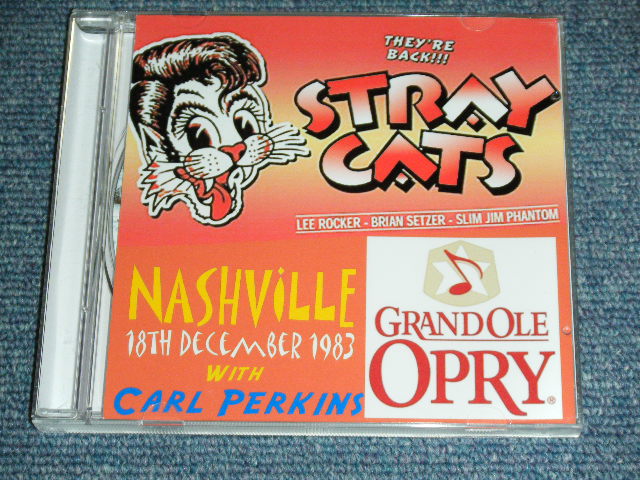 THEY'RE
BACK!!!
STRAY
CATS
LEE ROCKER - BRIAN SETZER - SLIM JIM PHANTOM
NASHVILLE
18TH DECEMBER 1983
WITH
CARL PERKINS
GRAND OLE
OPRY®